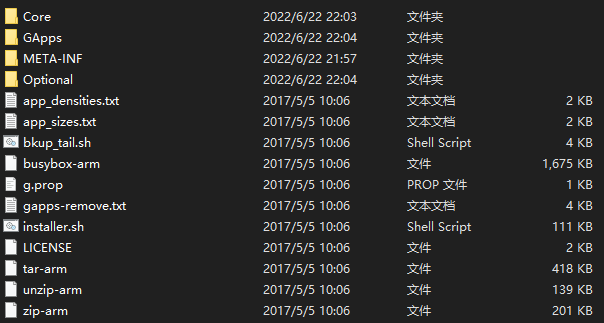 Core 2022/6/22 22:03 文件夹
GApps 2022/6/22 22:04 文件夹
META-INF 2022/6/22 21:57 文件夹
Optional 2022/6/22 22:04 文件夹
app_densities.txt 2017/5/5 10:06 文本文档 2 KB
app_sizes.txt 2017/5/5 10:06 文本文档 2 KB
bkup_tail.sh 2017/5/5 10:06 Shell Script 4 KB
busybox-arm 2017/5/5 10:06 文件 1,675 KB
g.prop 2017/5/5 10:06 PROP 文件 1 KB
gapps-remove.txt 2017/5/5 10:06 文本文档 4 KB
installer.sh 2017/5/5 10:06 Shell Script 111 KB
LICENSE 2017/5/5 10:06 文件 2 KB
tar-arm 2017/5/5 10:06 文件 418 KB
unzip-arm 2017/5/5 10:06 文件 139 KB
zip-arm 2017/5/5 10:06 文件 201 KB